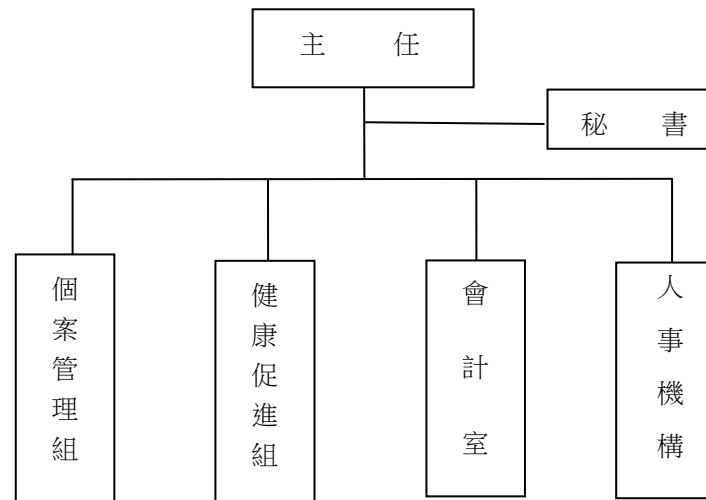 主 任
秘 書
個案管理組
健康促進組
會計室
人事機構